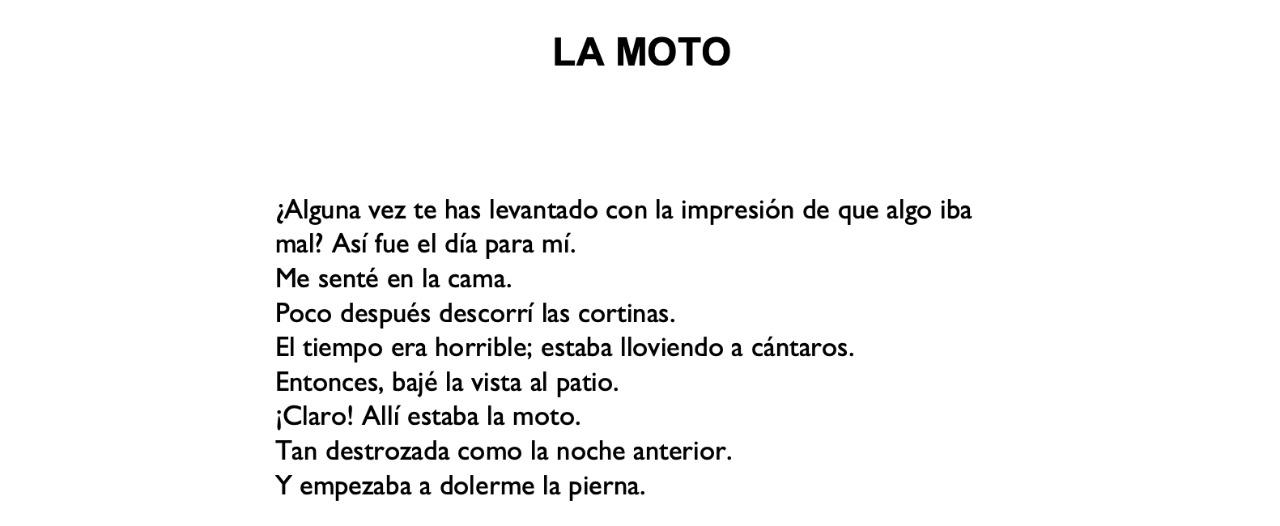 LA MOTO
¿Alguna vez te has levantado con la impresión de que algo iba
mal? Así fue el día para mí.
Me senté en la cama.
Poco después descorrí las cortinas.
El tiempo era horrible; estaba lloviendo a cántaros.
Entonces, bajé la vista al patio.
¡Claro! Allí estaba la moto.
Tan destrozada como la noche anterior.
Y empezaba a dolerme la pierna.